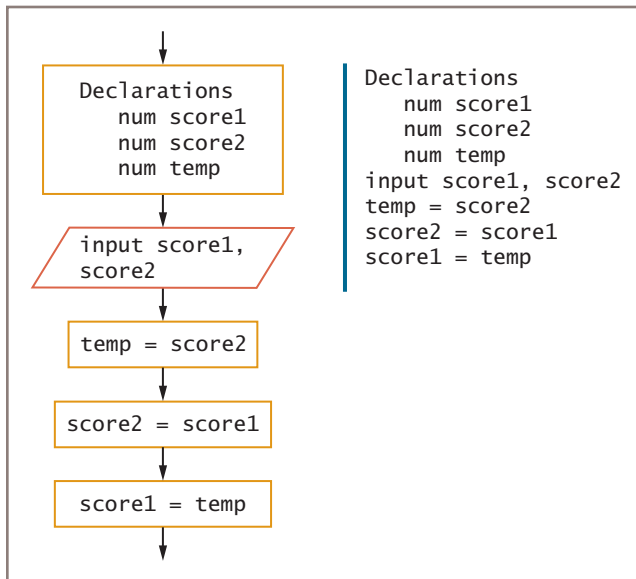 Declarations
num score1
num score2
num temp
input score1,
score2
temp = score2
score2 = score1
score1 = temp
Declarations
num score1
num score2
num temp
input score1, score2
temp = score2
score2 = score1
score1 = temp